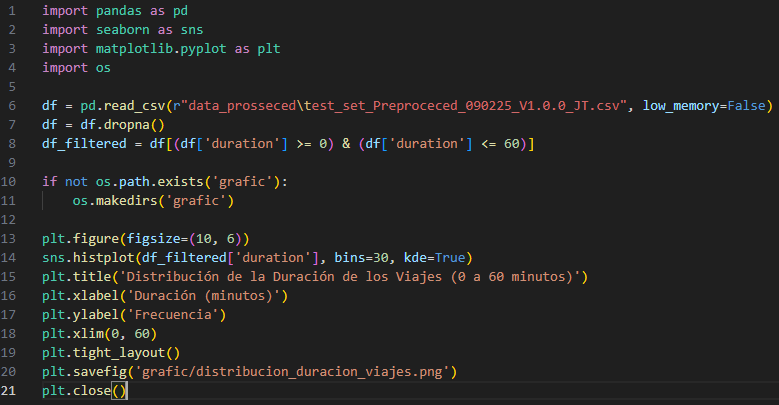 1 import pandas as pd
2 import seaborn as sns
3 import matplotlib.pyplot as plt
4 import os
5
6 df = pd.read_csv(r"data_prosseced\test_set_Preproceced_090225_V1.0.0_JT.csv", low_memory=False)
7 df = df.dropna()
8 df_filtered = df[(df['duration'] >= 0) & (df['duration'] <= 60)]
9
10 if not os.path.exists('grafic'):
11     os.makedirs('grafic')
12
13 plt.figure(figsize=(10, 6))
14 sns.histplot(df_filtered['duration'], bins=30, kde=True)
15 plt.title('Distribución de la Duración de los Viajes (0 a 60 minutos)')
16 plt.xlabel('Duración (minutos)')
17 plt.ylabel('Frecuencia')
18 plt.xlim(0, 60)
19 plt.tight_layout()
20 plt.savefig('grafic/distribucion_duracion_viajes.png')
21 plt.close()